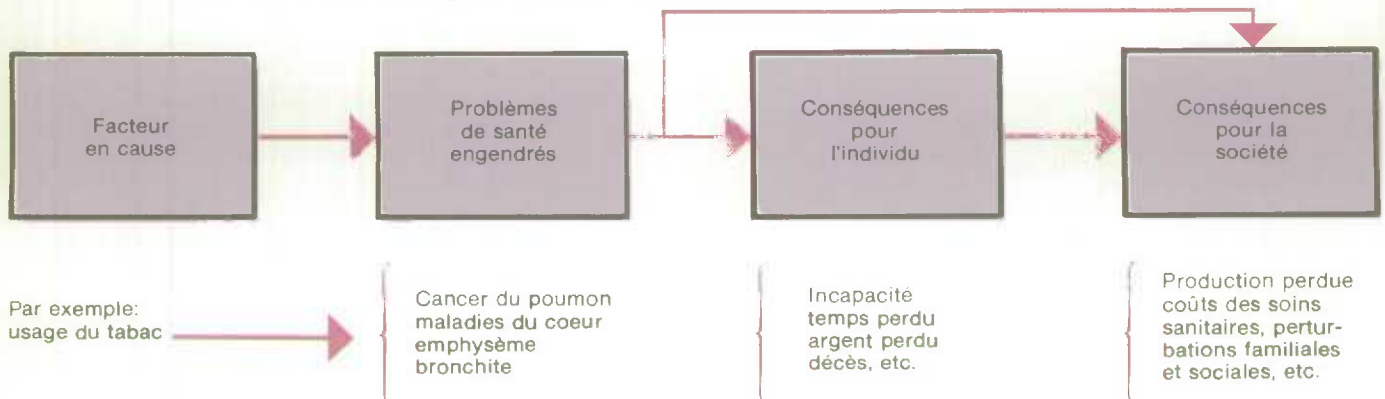 Facteur
en cause
Problèmes
de santé
engendrés
Conséquences
pour
l'individu
Conséquences
pour la
société
Par exemple:
usage du tabac
Cancer du poumon
maladies du coeur
emphysème
bronchite
Incapacité
temps perdu
argent perdu
décès, etc.
Production perdue
coûts des soins
sanitaires, pertur-
bations familiales
et sociales, etc.